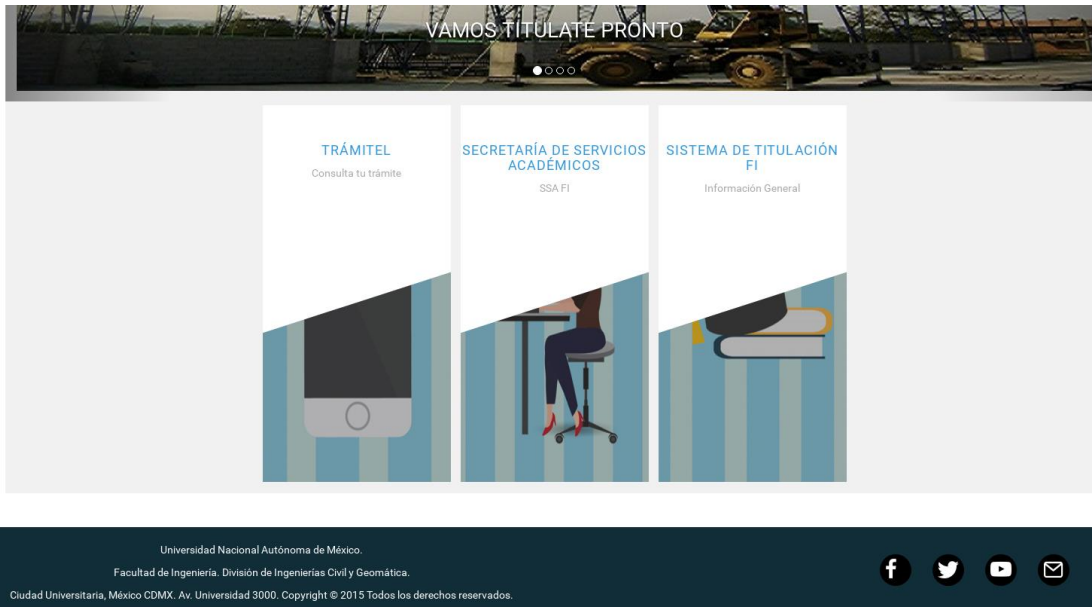 VAMOS TITULATE PRONTO
TRÁMITEL
Consulta tu trámite
SECRETARÍA DE SERVICIOS
ACADÉMICOS
SSA FI
SISTEMA DE TITULACIÓN
FI
Información General
Universidad Nacional Autónoma de México.
Facultad de Ingeniería. División de Ingenierías Civil y Geomática.
Ciudad Universitaria, México CDMX. Av. Universidad 3000. Copyright © 2015 Todos los derechos reservados.